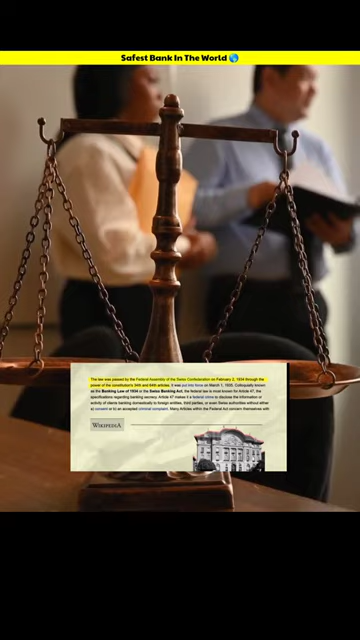 Safest Bank In The World 🌎
The law was passed by the Federal Assembly of the Swiss Confederation on February 2, 1934 through the
power of the constitution's 34th and 64th articles. It was put into force on March 1, 1935. Colloquially known
as the Banking Law of 1934 or the Swiss Banking Act, the federal law is most known for Article 47, the
specifications regarding banking secrecy. Article 47 makes it a federal crime to disclose the information or
activity of clients banking domestically to foreign entities, third parties, or even Swiss authorities without either
a) consent or b) an accepted criminal complaint. Many Articles within the Federal Act concern themselves with
WIKIPEDIA